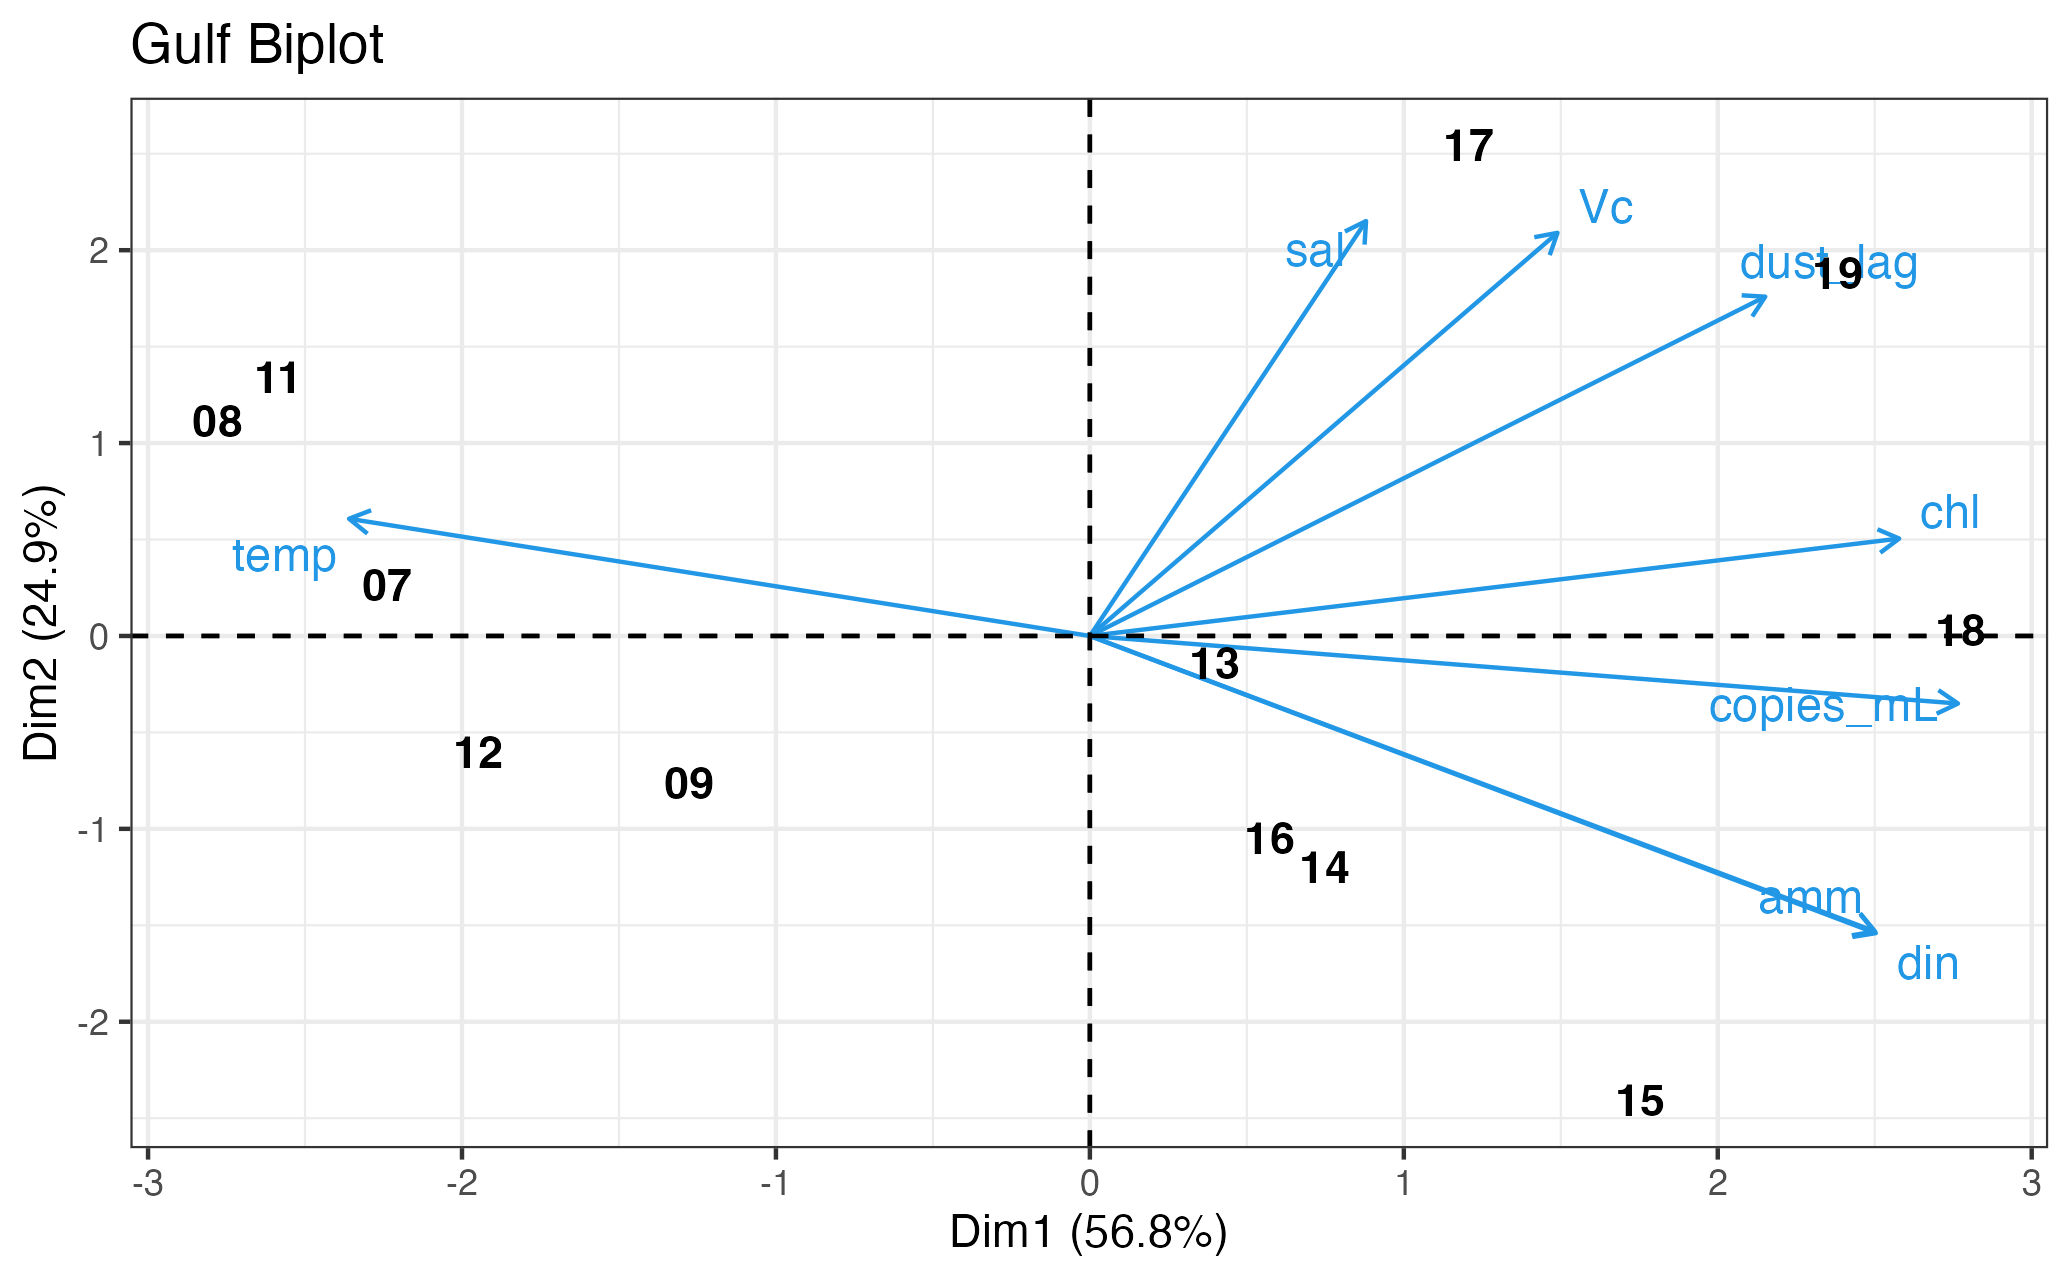 Gulf Biplot
17
Vc
sal
dust_lag
19
11
08
chl
temp
07
18
13
copies_mL
12
09
16
14
amm
din
15
2
1
0
-1
-2
Dim2 (24.9%)
-3 -2 -1 0 1 2 3
Dim1 (56.8%)